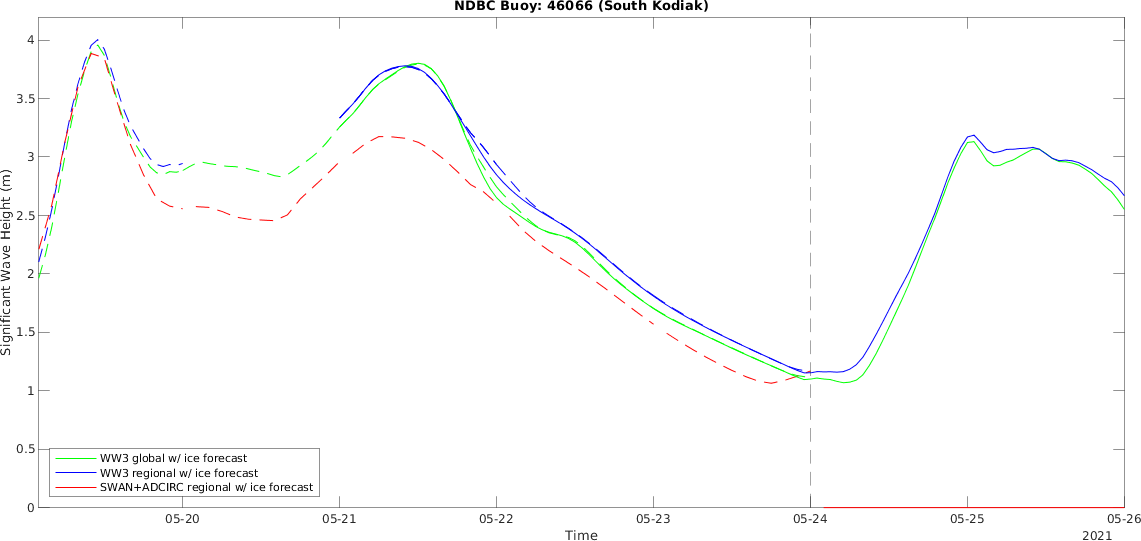 NDBC Buoy: 46066 (South Kodiak)
4
3.5
3
2.5
2
1.5
1
0.5
0
Significant Wave Height (m)
WW3 global w/ ice forecast
WW3 regional w/ ice forecast
SWAN+ADCIRC regional w/ ice forecast
05-20 05-21 05-22 05-23 05-24 05-25 05-26
Time
2021